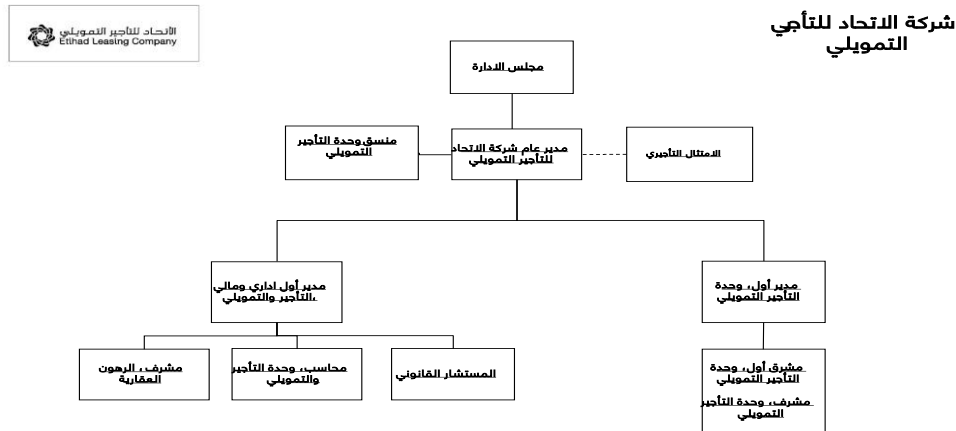 الاتحاد للتأجير التمويلي
Etihad Leasing Company
شركة الاتحاد للتأجي
التمويلي
مجلس الادارة
منسق وحدة التأجير
التمويلي
مدير عام شركة الاتحاد
للتأجير التمويلي
الامتثال التأجيري
مدير أول اداري ومالي
،التأجير والتمويلي
مدير أول، وحدة
التأجير التمويلي
مشرف، الرهون
العقارية
محاسب، وحدة التأجير
والتمويلي
المستشار القانوني
مشرق أول، وحدة
التأجير التمويلي
مشرف، وحدة التأجير
التمويلي